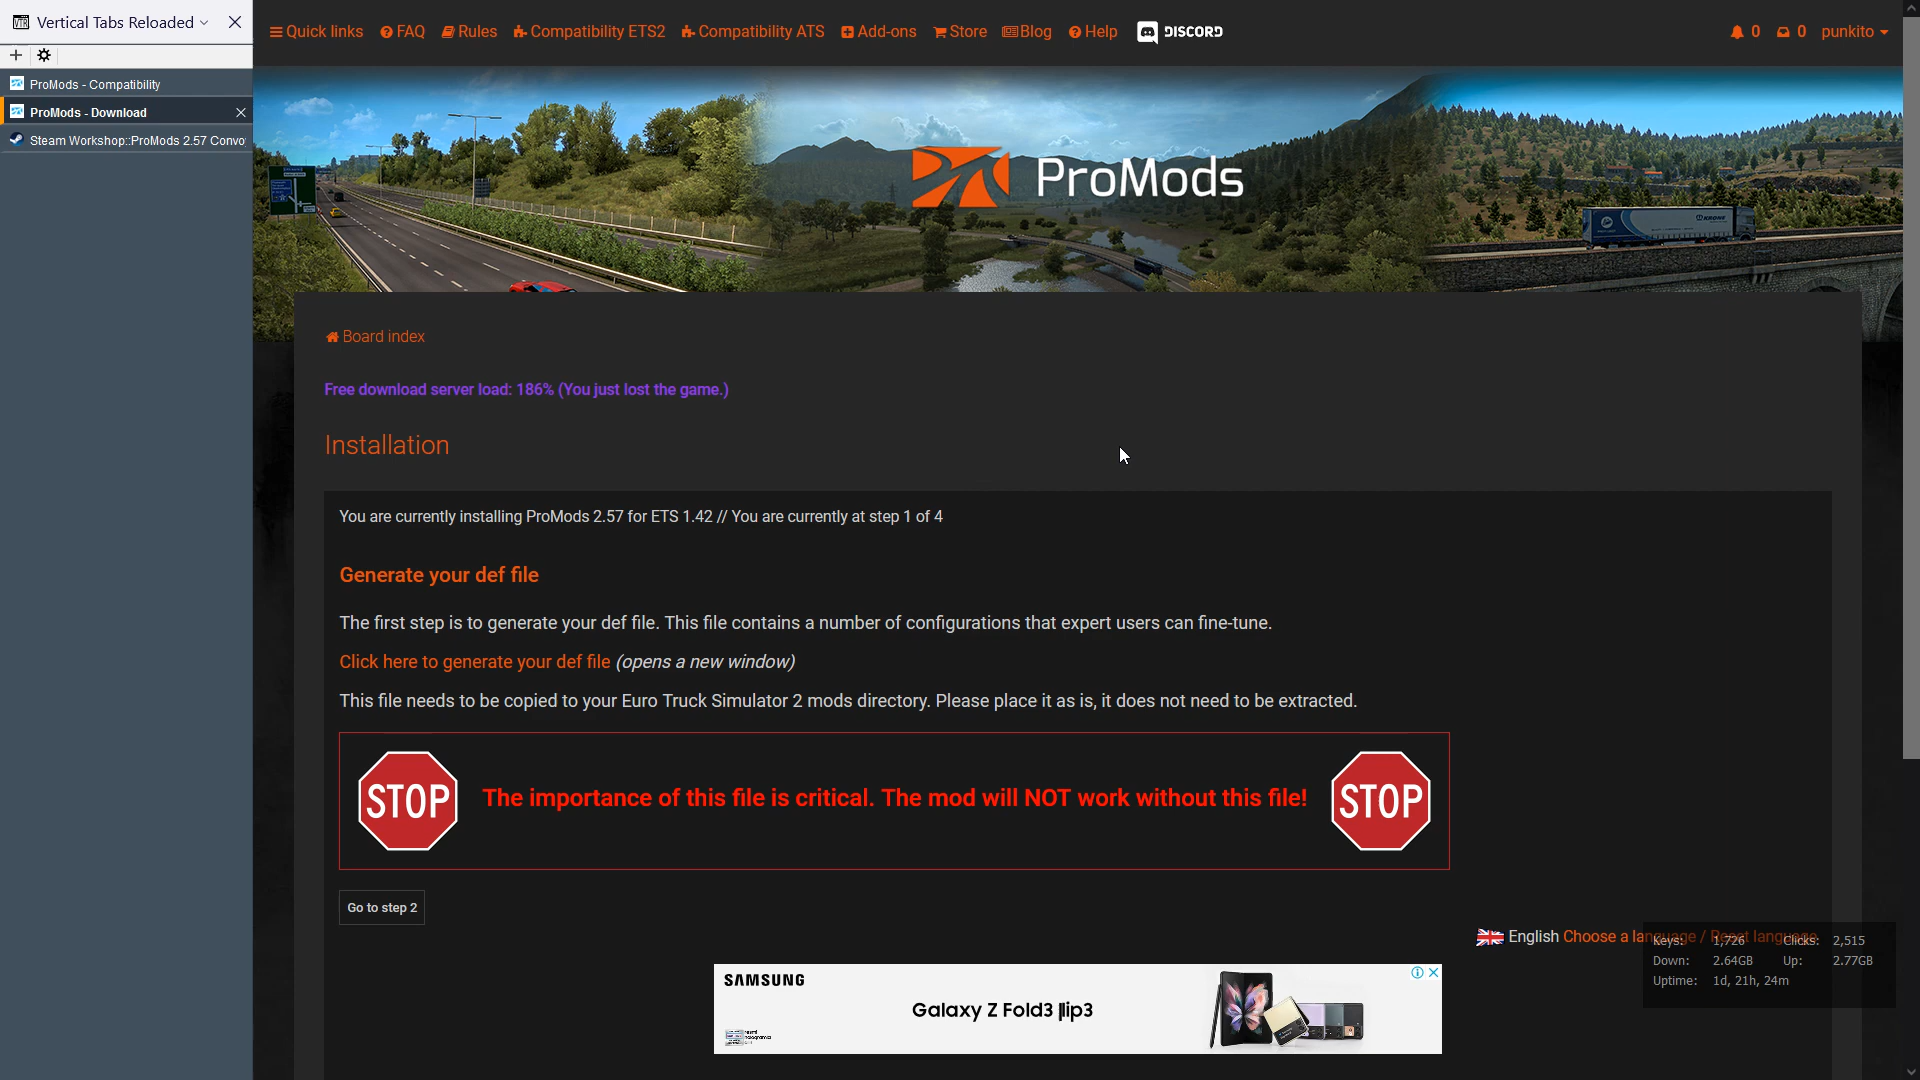 Vertical Tabs Reloaded
Quick links FAQ Rules Compatibility ETS2 Compatibility ATS Add-ons Store Blog Help DISCORD 0 0 punkito
ProMods - Compatibility
ProMods - Download
Steam Workshop::ProMods 2.57 Convo
ProMods
KRONE
Board index
Free download server load: 186% (You just lost the game.)
Installation
You are currently installing ProMods 2.57 for ETS 1.42 // You are currently at step 1 of 4
Generate your def file
The first step is to generate your def file. This file contains a number of configurations that expert users can fine-tune.
Click here to generate your def file (opens a new window)
This file needs to be copied to your Euro Truck Simulator 2 mods directory. Please place it as is, it does not need to be extracted.
STOP The importance of this file is critical. The mod will NOT work without this file! STOP
Go to step 2
English Choose a language / Reset language
Keys: 1,726 Clicks: 2,515
Down: 2.64GB Up: 2.77GB
Uptime: 1d, 21h, 24m
SAMSUNG
Galaxy Z Fold3 | lip3